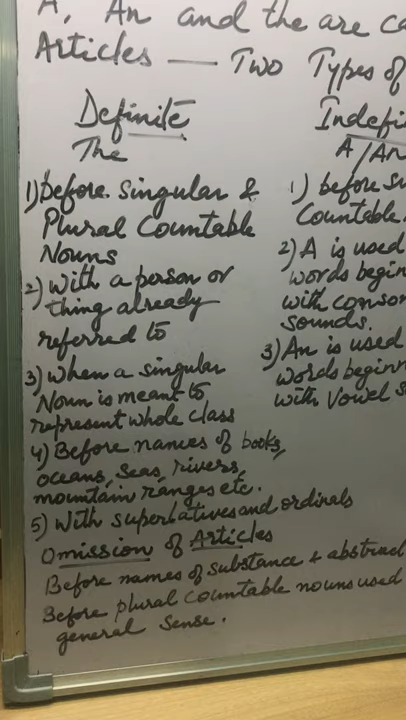 A, An and the are ca
Articles — Two Types of
Definite
The
1) before singular &
Plural Countable
Nouns
2) With a person or
thing already
referred to
3) When a singular
Noun is meant to
represent whole class
4) Before names of books,
oceans, seas, rivers,
mountain ranges etc.
5) With superlatives and ordinals
Indefi
A/An
1) before su
Countable
2) A is used
words begin
with conson
sounds.
3) An is used
words beginn
with Vowel s
Omission of Articles
Before names of substance & abstract
Before plural countable nouns used
general sense.